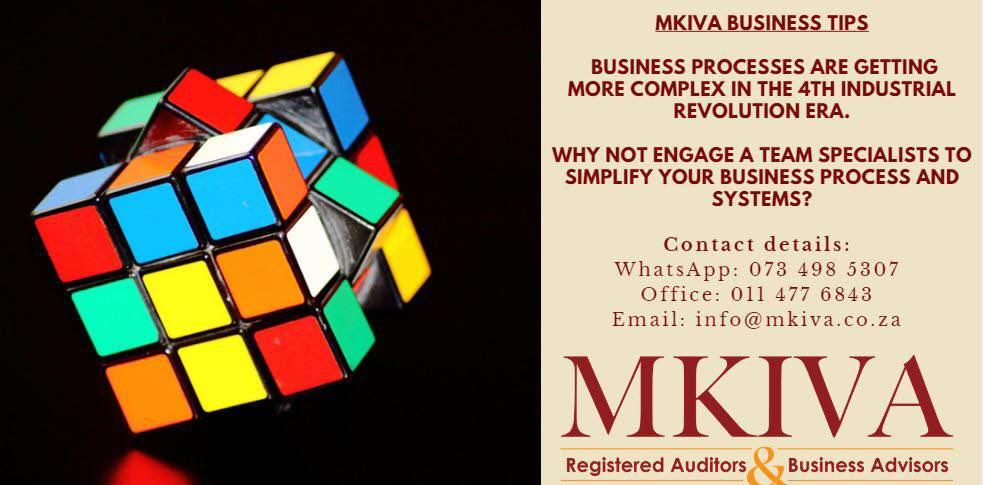 MKIVA BUSINESS TIPS
BUSINESS PROCESSES ARE GETTING
MORE COMPLEX IN THE 4TH INDUSTRIAL
REVOLUTION ERA.
WHY NOT ENGAGE A TEAM SPECIALISTS TO
SIMPLIFY YOUR BUSINESS PROCESS AND
SYSTEMS?
Contact details:
WhatsApp: 073 498 5307
Office: 011 477 6843
Email: info@mkiva.co.za
MKIVA
Registered Auditors & Business Advisors